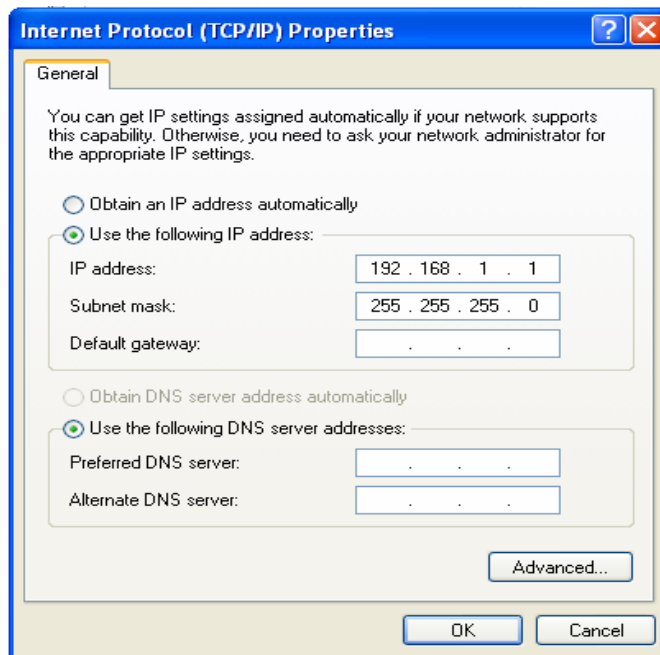 Internet Protocol (TCP/IP) Properties
General
You can get IP settings assigned automatically if your network supports
this capability. Otherwise, you need to ask your network administrator for
the appropriate IP settings.
Obtain an IP address automatically
Use the following IP address:
IP address: 192 . 168 . 1 . 1
Subnet mask: 255 . 255 . 255 . 0
Default gateway: . . .
Obtain DNS server address automatically
Use the following DNS server addresses:
Preferred DNS server: . . .
Alternate DNS server: . . .
Advanced...
OK Cancel